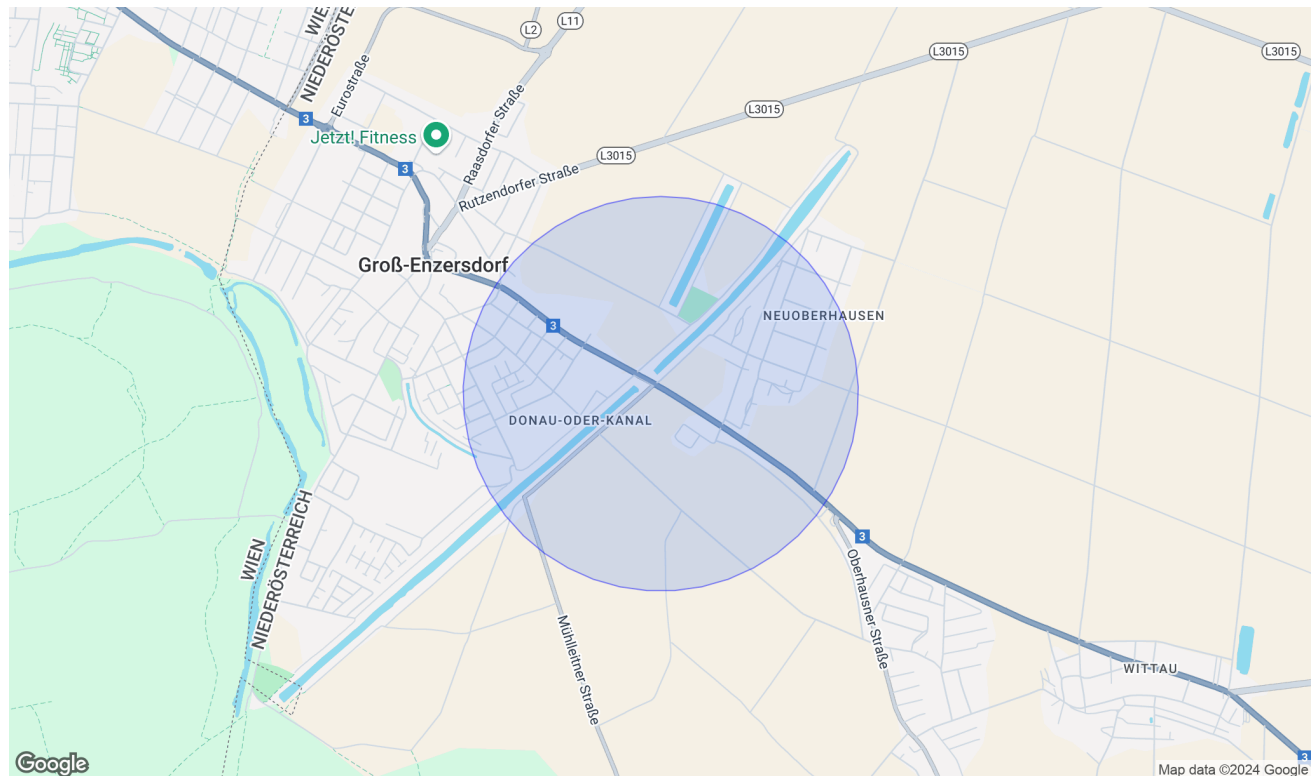 L2
L11
WIEN
NIEDERÖSTE
L3015
L3015
Eurostraße
3
Jetzt! Fitness
L3015
Raasdorfer Straße
3
L3015
Rutzendorfer Straße
Groß-Enzersdorf
3
NEUOBERHAUSEN
DONAU-ODER-KANAL
WIEN
NIEDERÖSTERREICH
3
Oberhausner Straße
Mühlleitner Straße
WITTAU
3
Google
Map data ©2024 Google